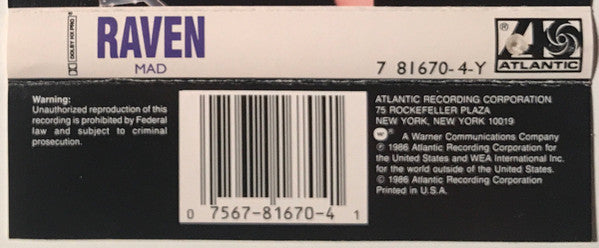 DOLBY HX PRO
RAVEN
MAD
7 81670-4-Y
®
ATLANTIC
Warning:
Unauthorized reproduction of this
recording is prohibited by Federal
law and subject to criminal
prosecution.
0 7567-81670-4 1
ATLANTIC RECORDING CORPORATION
75 ROCKEFELLER PLAZA
NEW YORK, NEW YORK 10019
A Warner Communications Company
℗ 1986 Atlantic Recording Corporation for
the United States and WEA International Inc.
for the world outside of the United States.
© 1986 Atlantic Recording Corporation
Printed in U.S.A.